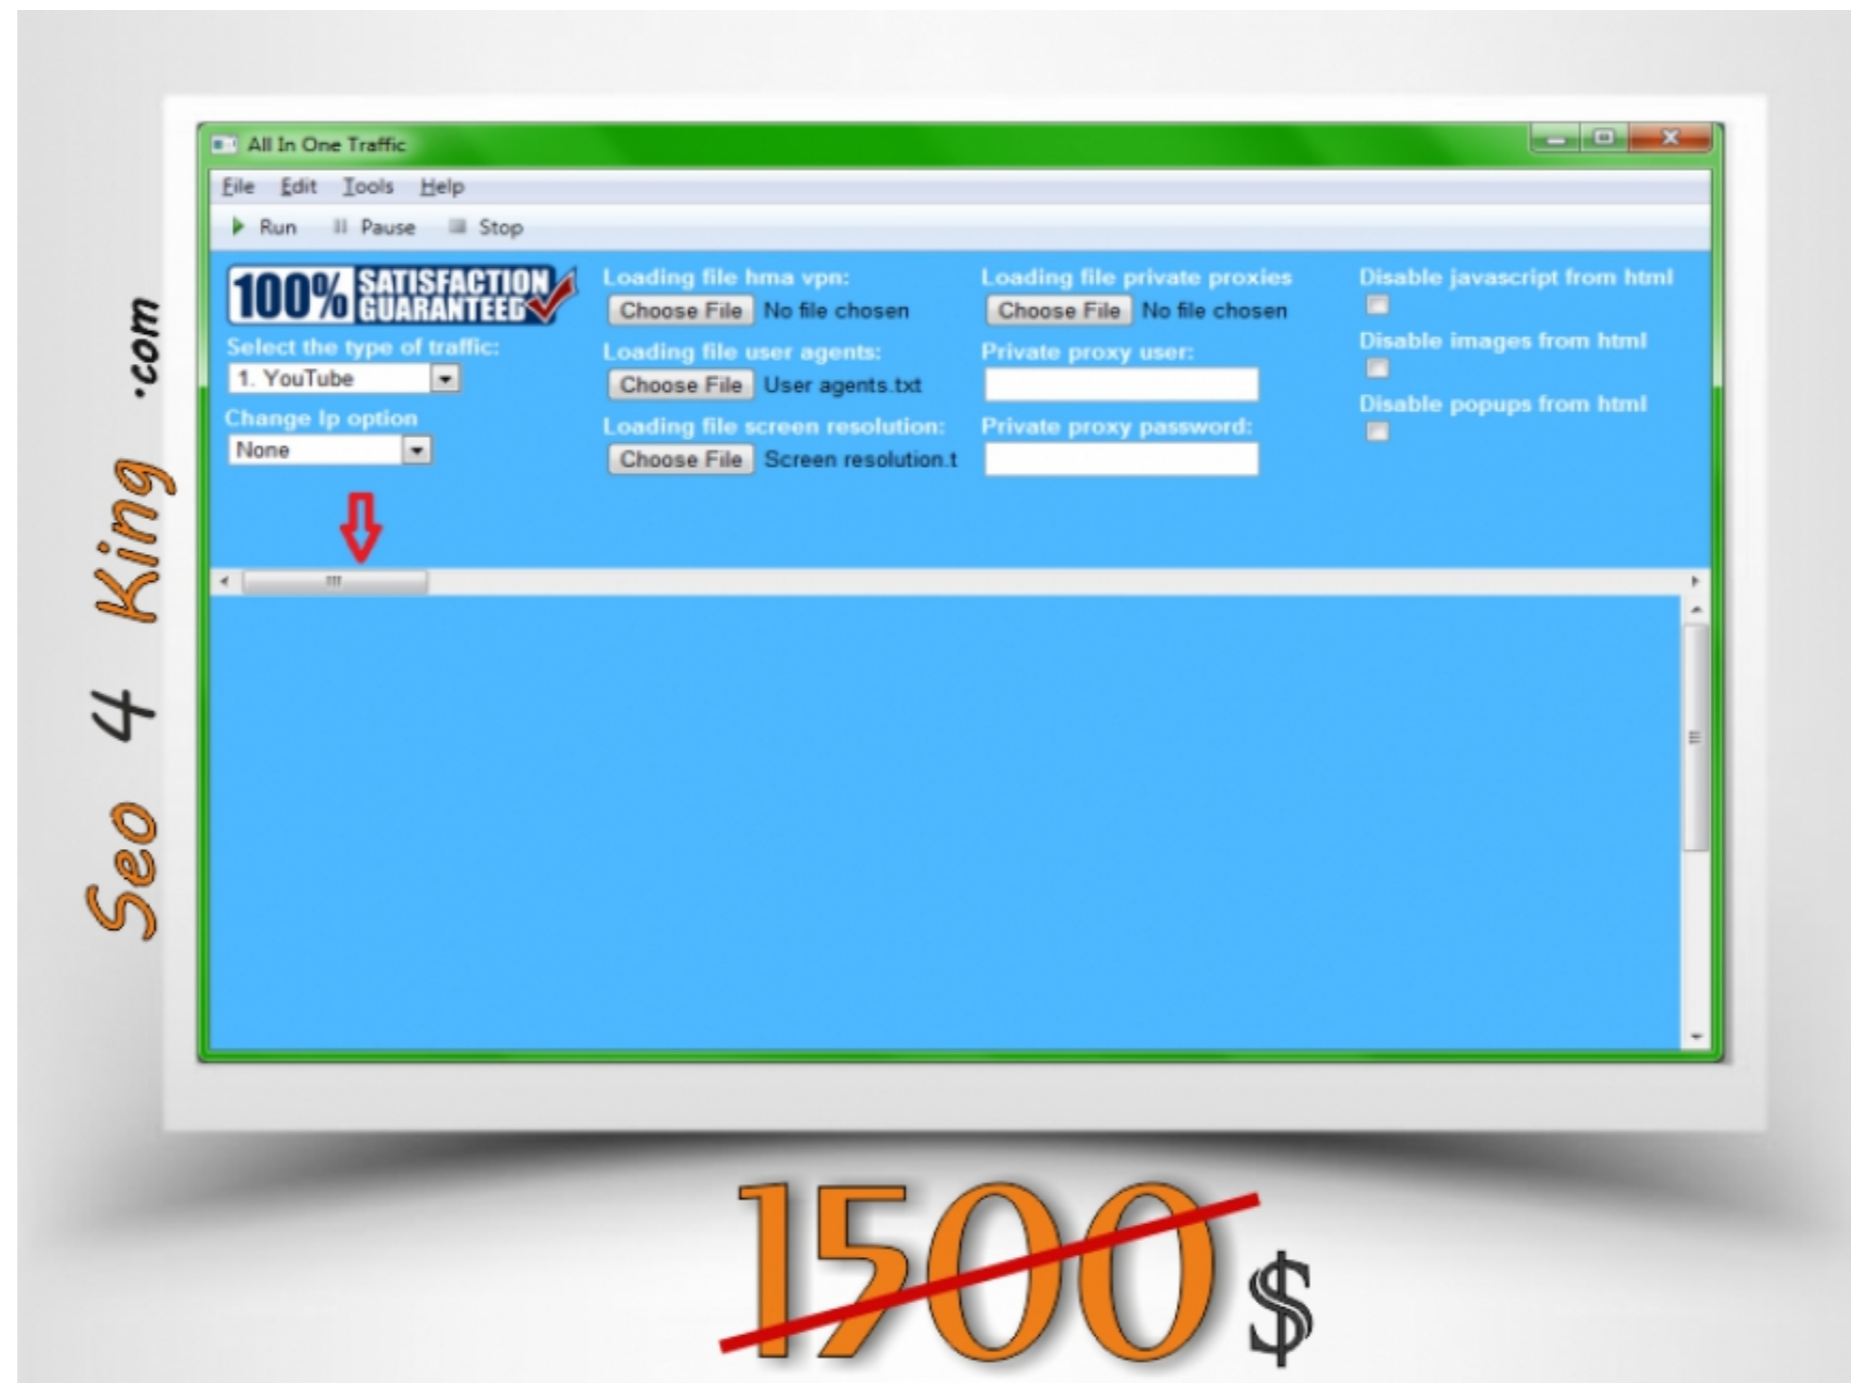 Seo 4 King .com
All In One Traffic
File Edit Tools Help
Run Pause Stop
100% SATISFACTION
GUARANTEED
Select the type of traffic:
1. YouTube
Change Ip option
None
Loading file hma vpn:
Choose File No file chosen
Loading file user agents:
Choose File User agents.txt
Loading file screen resolution:
Choose File Screen resolution.t
Loading file private proxies
Choose File No file chosen
Private proxy user:
Private proxy password:
Disable javascript from html
Disable images from html
Disable popups from html
1500 $